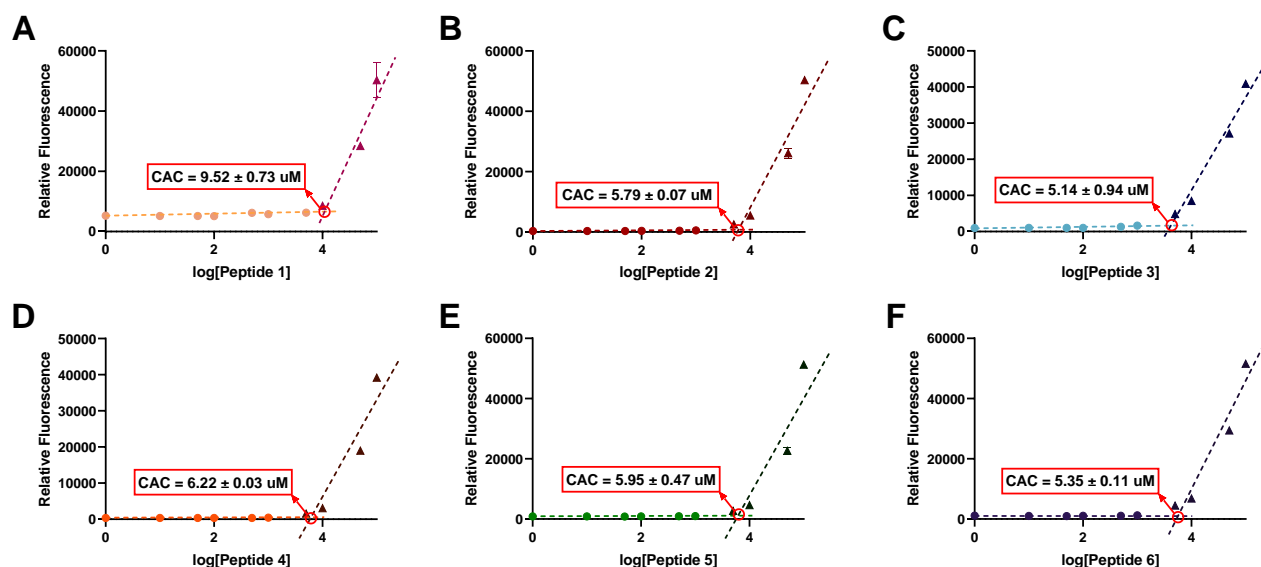 A
Relative Fluorescence
60000
40000
20000
0
CAC = 9.52 ± 0.73 uM
0 2 4
log[Peptide 1]
B
Relative Fluorescence
60000
40000
20000
0
CAC = 5.79 ± 0.07 uM
0 2 4
log[Peptide 2]
C
Relative Fluorescence
50000
40000
30000
20000
10000
0
CAC = 5.14 ± 0.94 uM
0 2 4
log[Peptide 3]
D
Relative Fluorescence
50000
40000
30000
20000
10000
0
CAC = 6.22 ± 0.03 uM
0 2 4
log[Peptide 4]
E
Relative Fluorescence
60000
40000
20000
0
CAC = 5.95 ± 0.47 uM
0 2 4
log[Peptide 5]
F
Relative Fluorescence
60000
40000
20000
0
CAC = 5.35 ± 0.11 uM
0 2 4
log[Peptide 6]